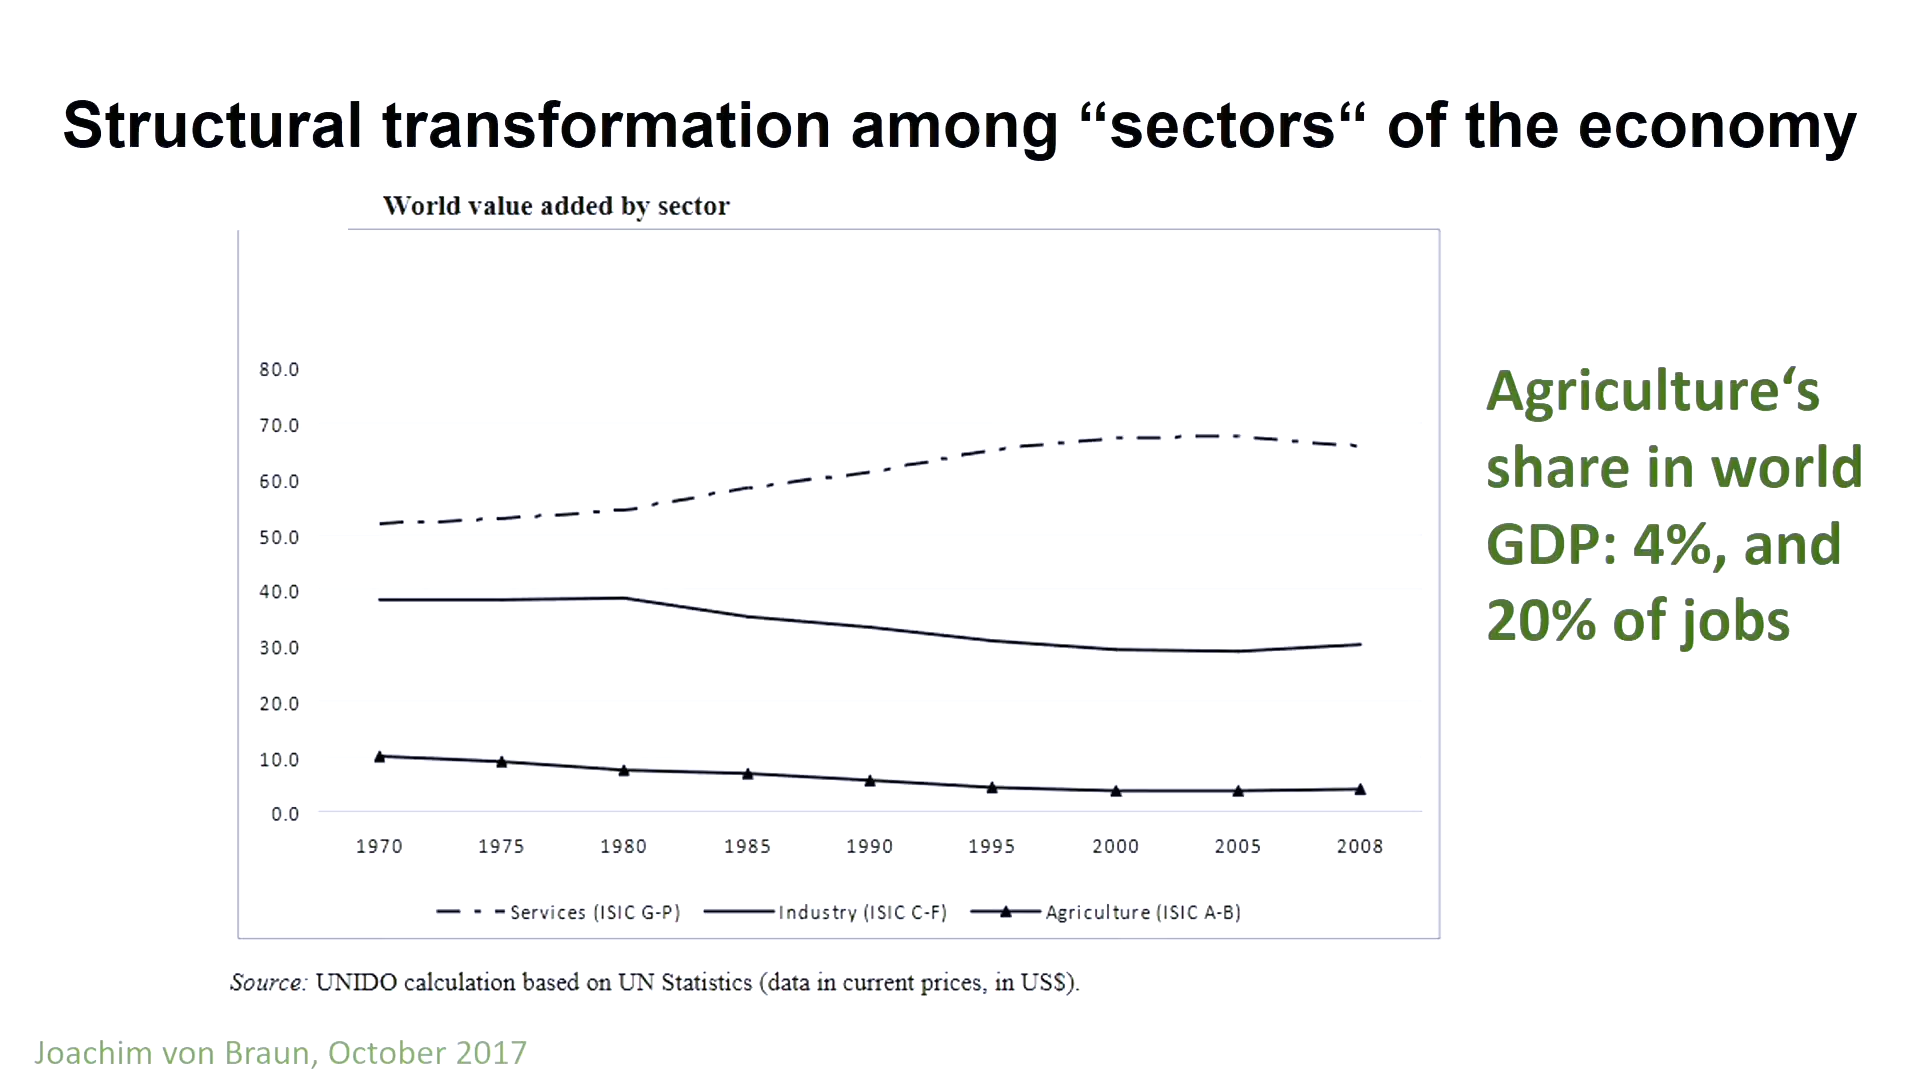 Structural transformation among “sectors“ of the economy
World value added by sector
80.0
70.0
60.0
50.0
40.0
30.0
20.0
10.0
0.0
1970 1975 1980 1985 1990 1995 2000 2005 2008
Services (ISIC G-P) Industry (ISIC C-F) Agriculture (ISIC A-B)
Agriculture‘s
share in world
GDP: 4%, and
20% of jobs
Source: UNIDO calculation based on UN Statistics (data in current prices, in US$).
Joachim von Braun, October 2017